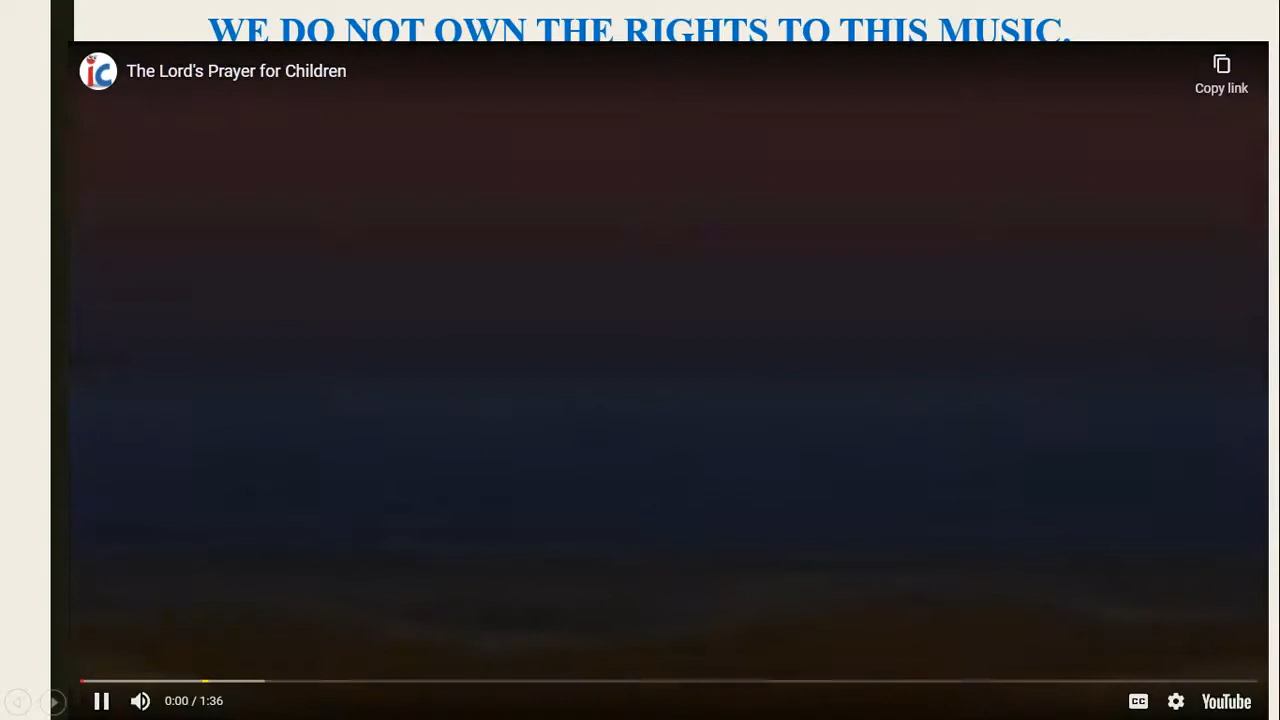 WE DO NOT OWN THE RIGHTS TO THIS MUSIC.
ic
The Lord's Prayer for Children
Copy link
0:00 / 1:36
CC
YouTube